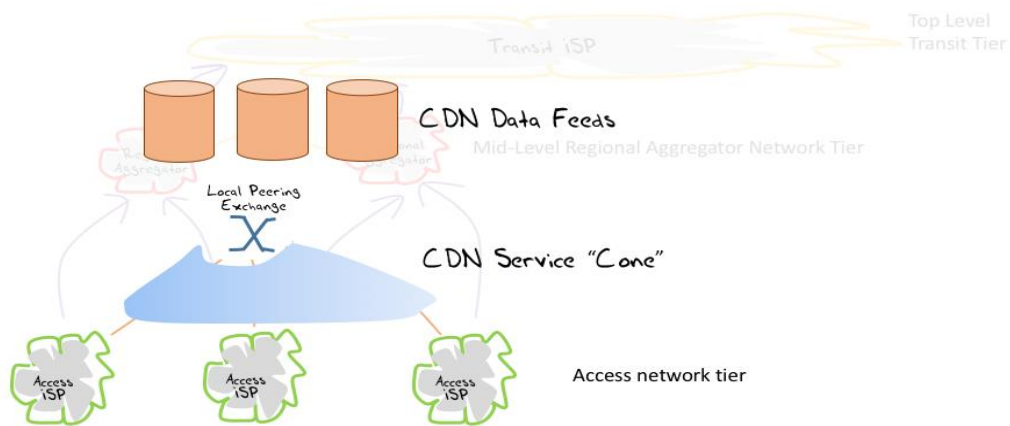 Top Level
Transit Tier
Transit iSP
CDN Data Feeds
Aggregator
Mid-Level Regional Aggregator Network Tier
Local Peering
Exchange
CDN Service "Cone"
Access
iSP
Access
iSP
Access
iSP
Access network tier